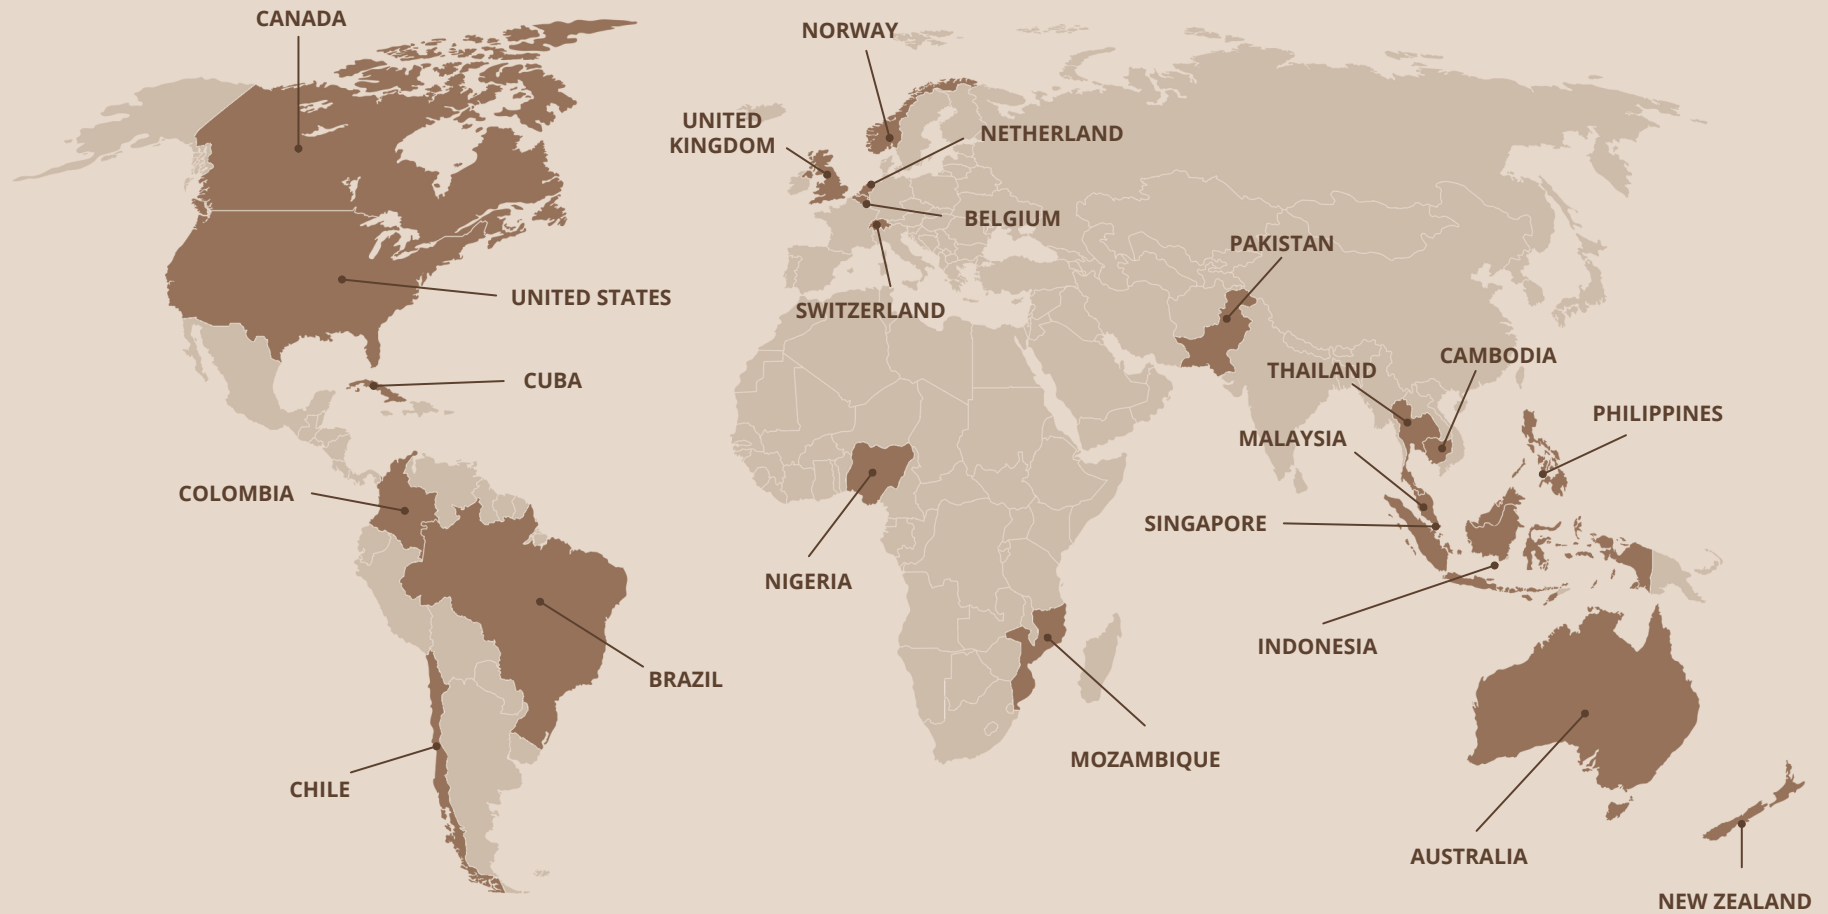 CANADA
NORWAY
UNITED
KINGDOM
NETHERLAND
BELGIUM
PAKISTAN
UNITED STATES
SWITZERLAND
CAMBODIA
THAILAND
CUBA
PHILIPPINES
MALAYSIA
COLOMBIA
SINGAPORE
NIGERIA
INDONESIA
BRAZIL
MOZAMBIQUE
CHILE
AUSTRALIA
NEW ZEALAND